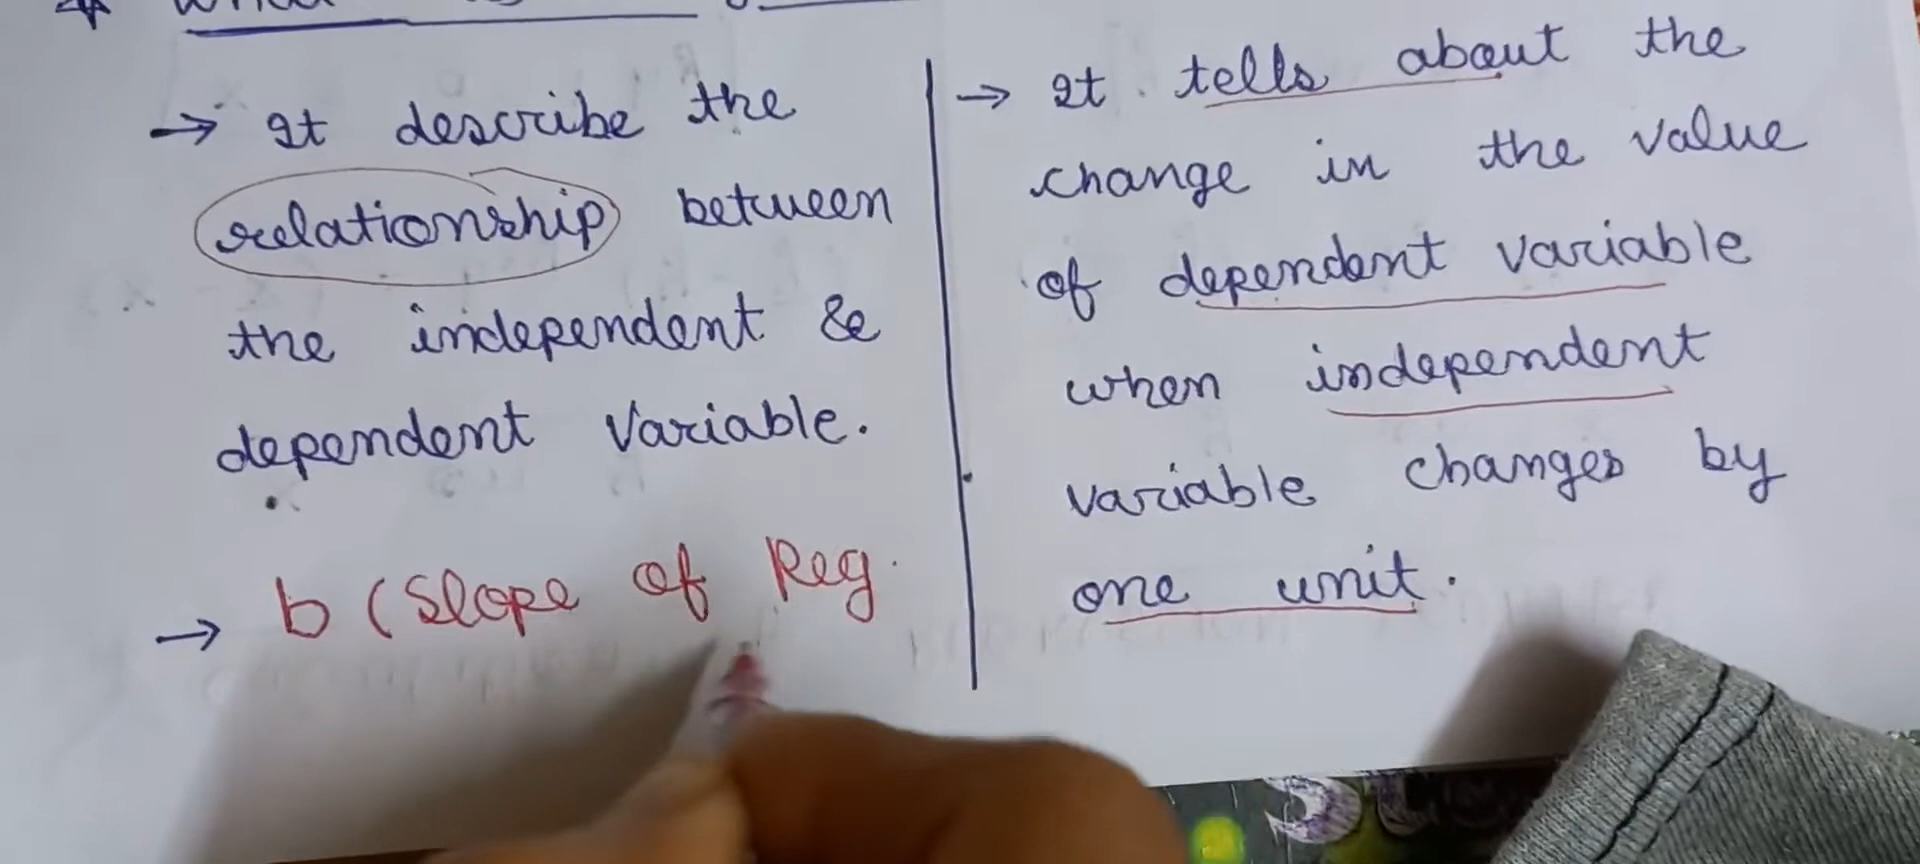 → It describe the
relationship between
the independent &
dependent Variable.
→ b (Slope of Reg.
→ It tells about the
change in the value
of dependent variable
when independent
variable changes by
one unit.